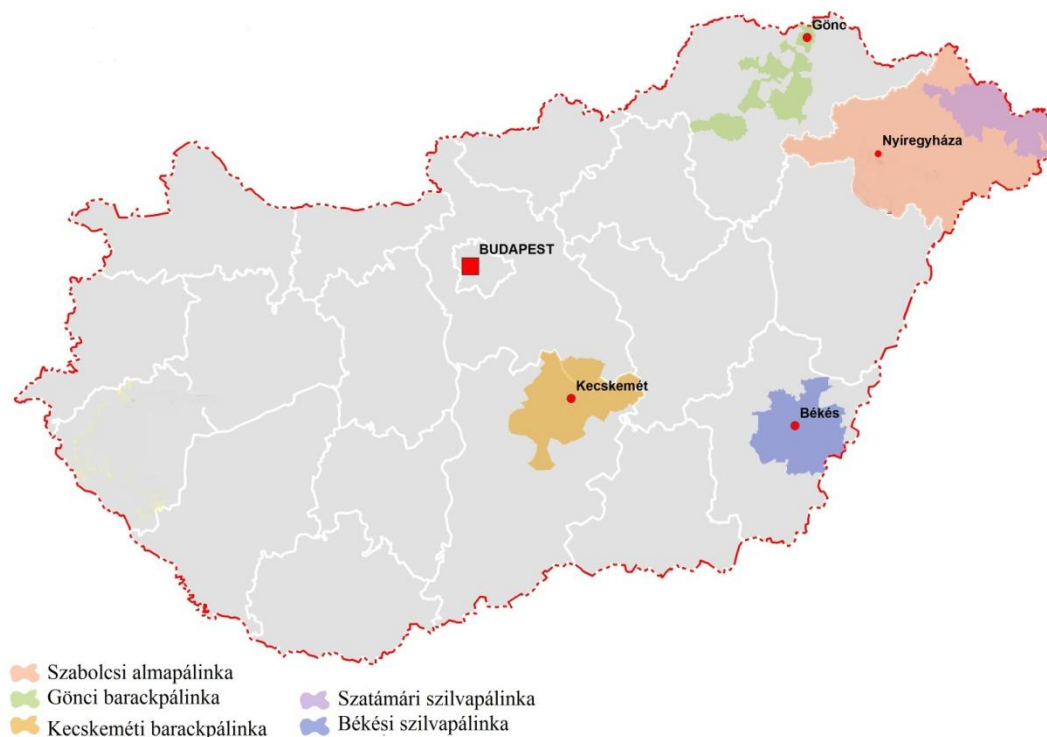 Gönc
Nyíregyháza
BUDAPEST
Kecskemét
Békés
Szabolcsi almapálinka
Gönci barackpálinka
Kecskeméti barackpálinka
Szatámári szilvapálinka
Békési szilvapálinka